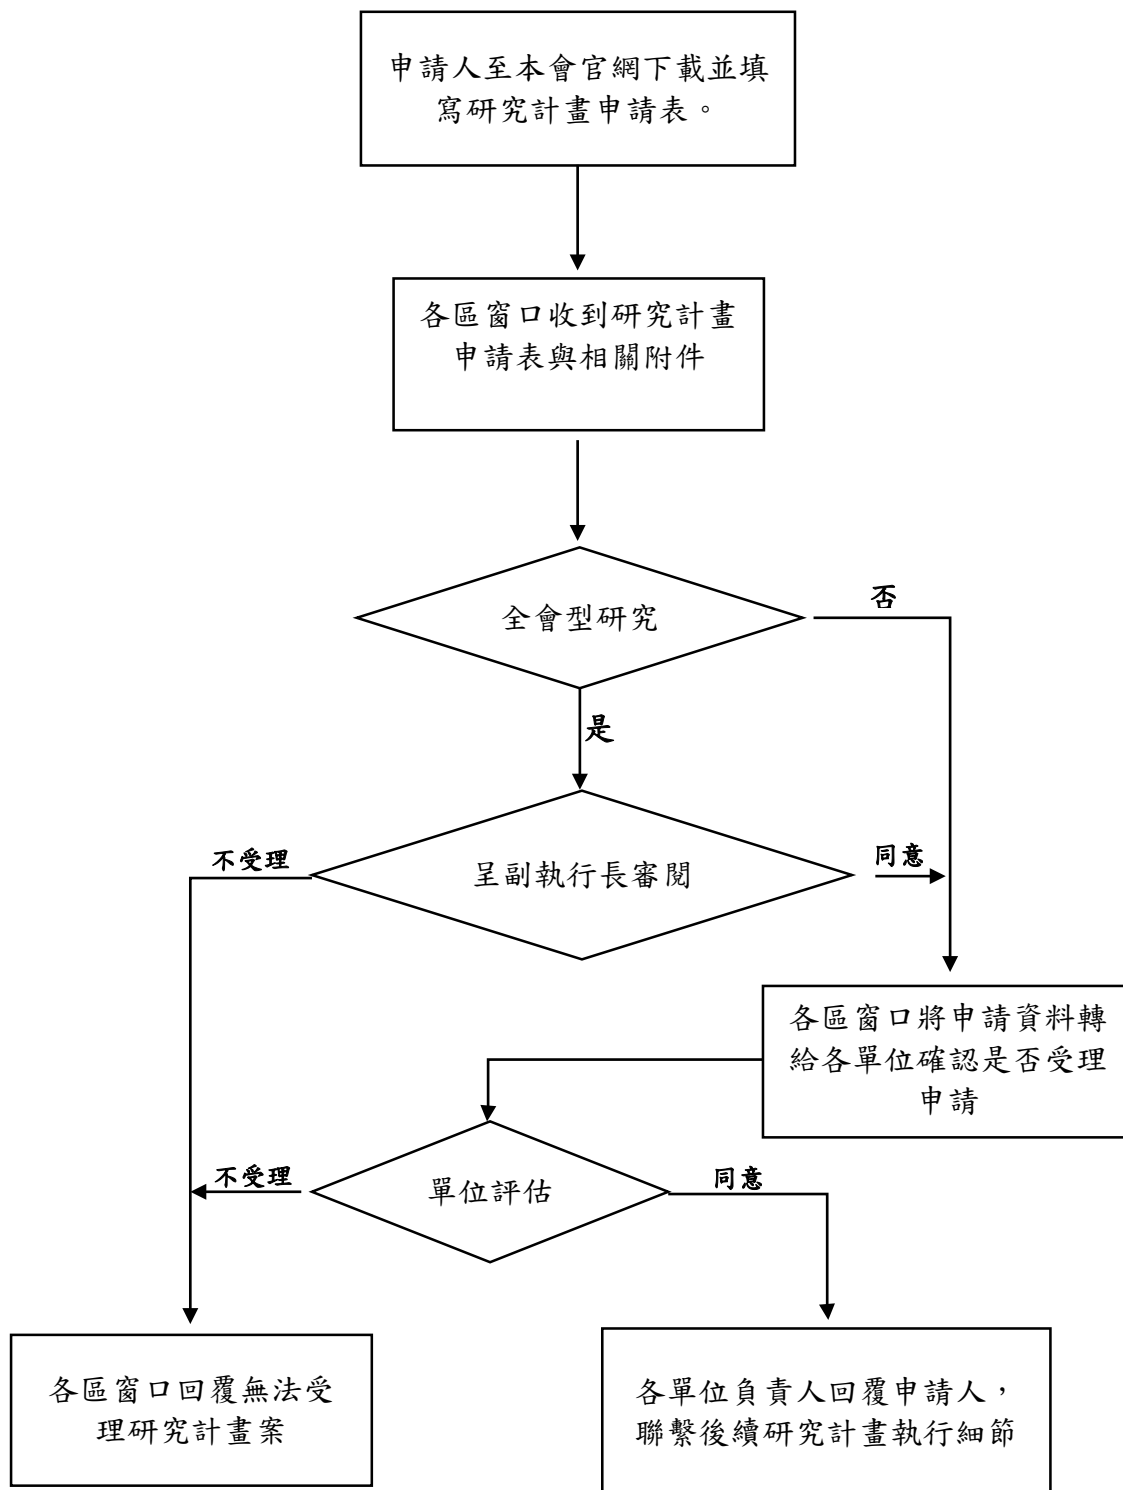 申請人至本會官網下載並填
寫研究計畫申請表。
各區窗口收到研究計畫
申請表與相關附件
全會型研究
否
是
呈副執行長審閱
不受理
同意
各區窗口將申請資料轉
給各單位確認是否受理
申請
單位評估
不受理
同意
各區窗口回覆無法受
理研究計畫案
各單位負責人回覆申請人，
聯繫後續研究計畫執行細節